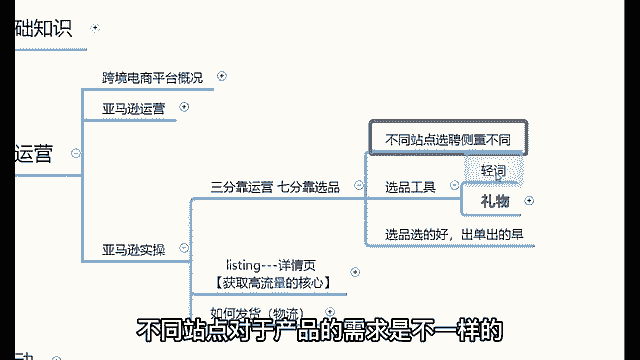 础知识
跨境电商平台概况
亚马逊运营
运营
不同站点选聘侧重不同
轻词
三分靠运营 七分靠选品
选品工具
礼物
选品选的好，出单出的早
亚马逊实操
listing---详情页
【获取高流量的核心】
如何发货（物流）
不同站点对于产品的需求是不一样的